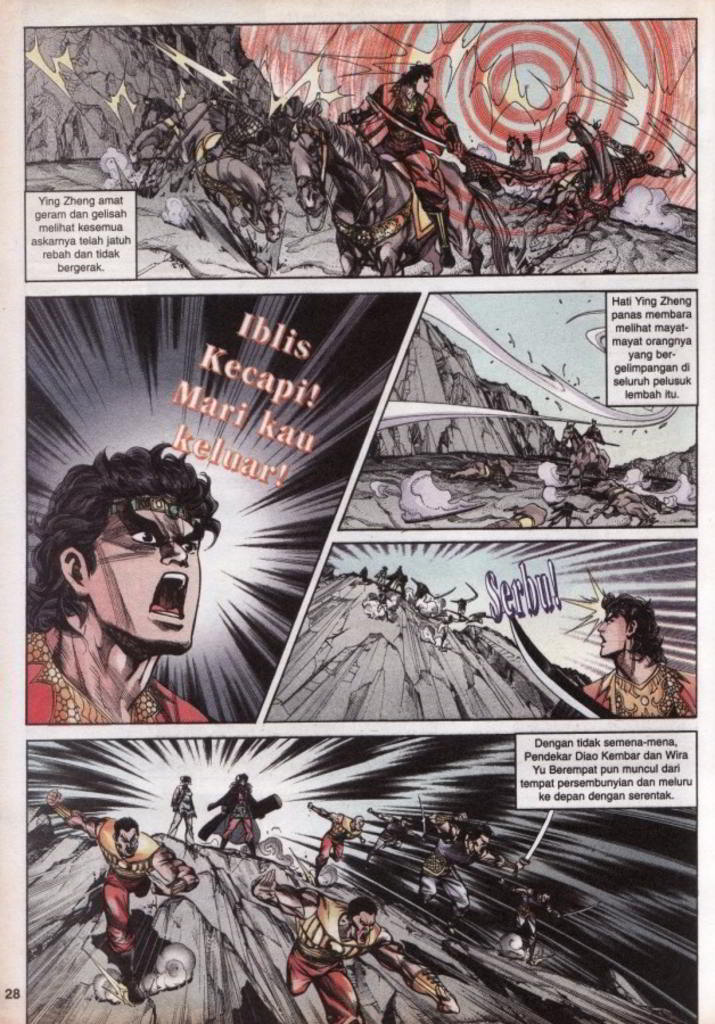 Ying Zheng amat
geram dan gelisah
melihat kesemua
askarnya telah jatuh
rebah dan tidak
bergerak.
Iblis
Kecapi!
Mari kau
keluar!
Hati Ying Zheng
panas membara
melihat mayat-
mayat orangnya
yang ber-
gelimpangan di
seluruh pelusuk
lembah itu.
Serbu!
Dengan tidak semena-mena,
Pendekar Diao Kembar dan Wira
Yu Berempat pun muncul dari
tempat persembunyian dan meluru
ke depan dengan serentak.
28